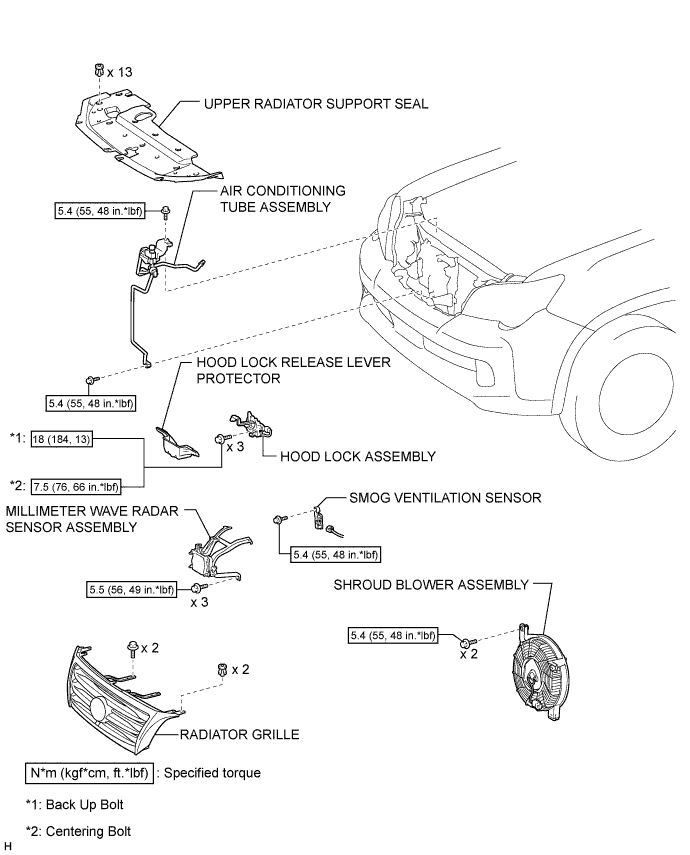 x 13
UPPER RADIATOR SUPPORT SEAL
AIR CONDITIONING
TUBE ASSEMBLY
5.4 (55, 48 in.*lbf)
HOOD LOCK RELEASE LEVER
PROTECTOR
5.4 (55, 48 in.*lbf)
*1: 18 (184, 13)
x 3
HOOD LOCK ASSEMBLY
*2: 7.5 (76, 66 in.*lbf)
SMOG VENTILATION SENSOR
MILLIMETER WAVE RADAR
SENSOR ASSEMBLY
5.4 (55, 48 in.*lbf)
5.5 (56, 49 in.*lbf)
x 3
SHROUD BLOWER ASSEMBLY
5.4 (55, 48 in.*lbf)
x 2
x 2
x 2
RADIATOR GRILLE
N*m (kgf*cm, ft.*lbf) : Specified torque
*1: Back Up Bolt
*2: Centering Bolt
H